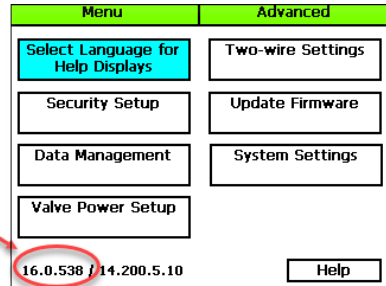 Menu
Advanced
Select Language for
Help Displays
Two-wire Settings
Security Setup
Update Firmware
Data Management
System Settings
Valve Power Setup
16.0.538 / 14.200.5.10
Help